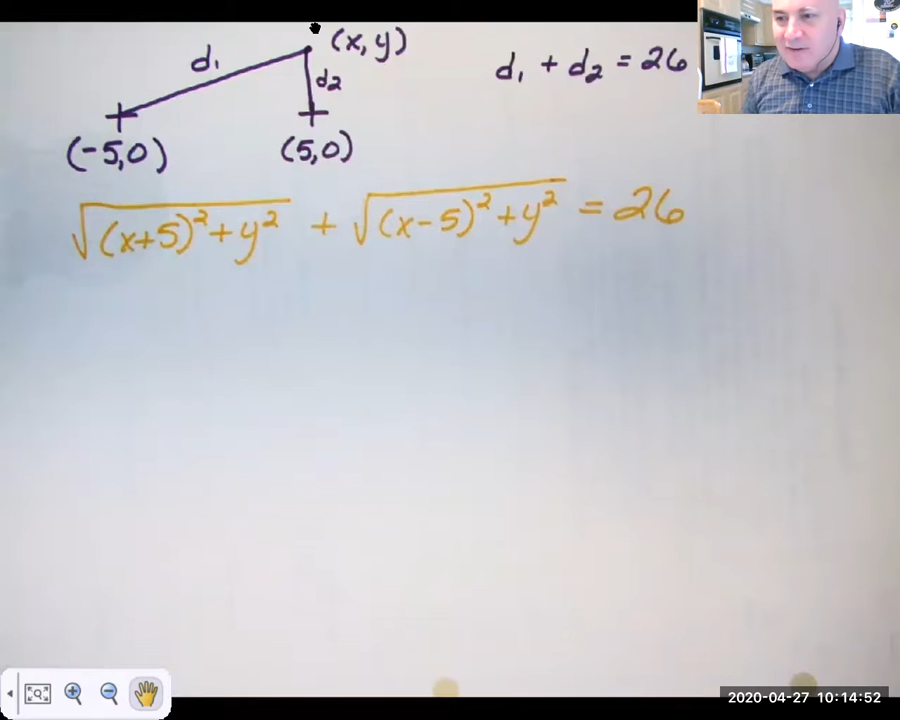 d₁ (x,y) d₁ + d₂ = 26
d₂
(-5,0) (5,0)
√(x+5)² + y² + √(x-5)² + y² = 26
2020-04-27 10:14:52